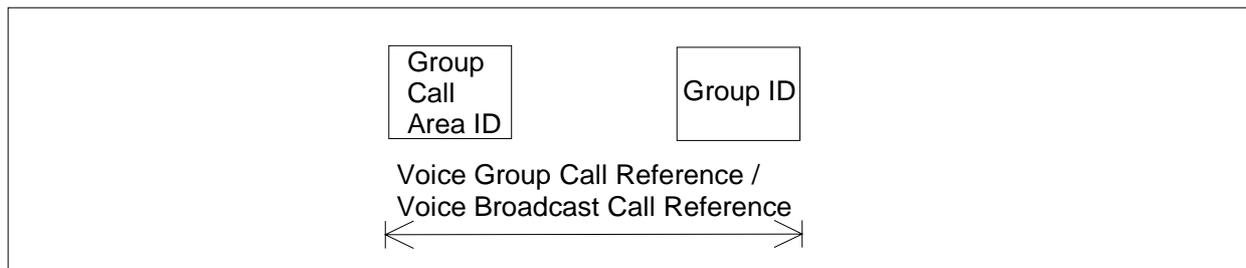 Group
Call
Area ID
Group ID
Voice Group Call Reference /
Voice Broadcast Call Reference